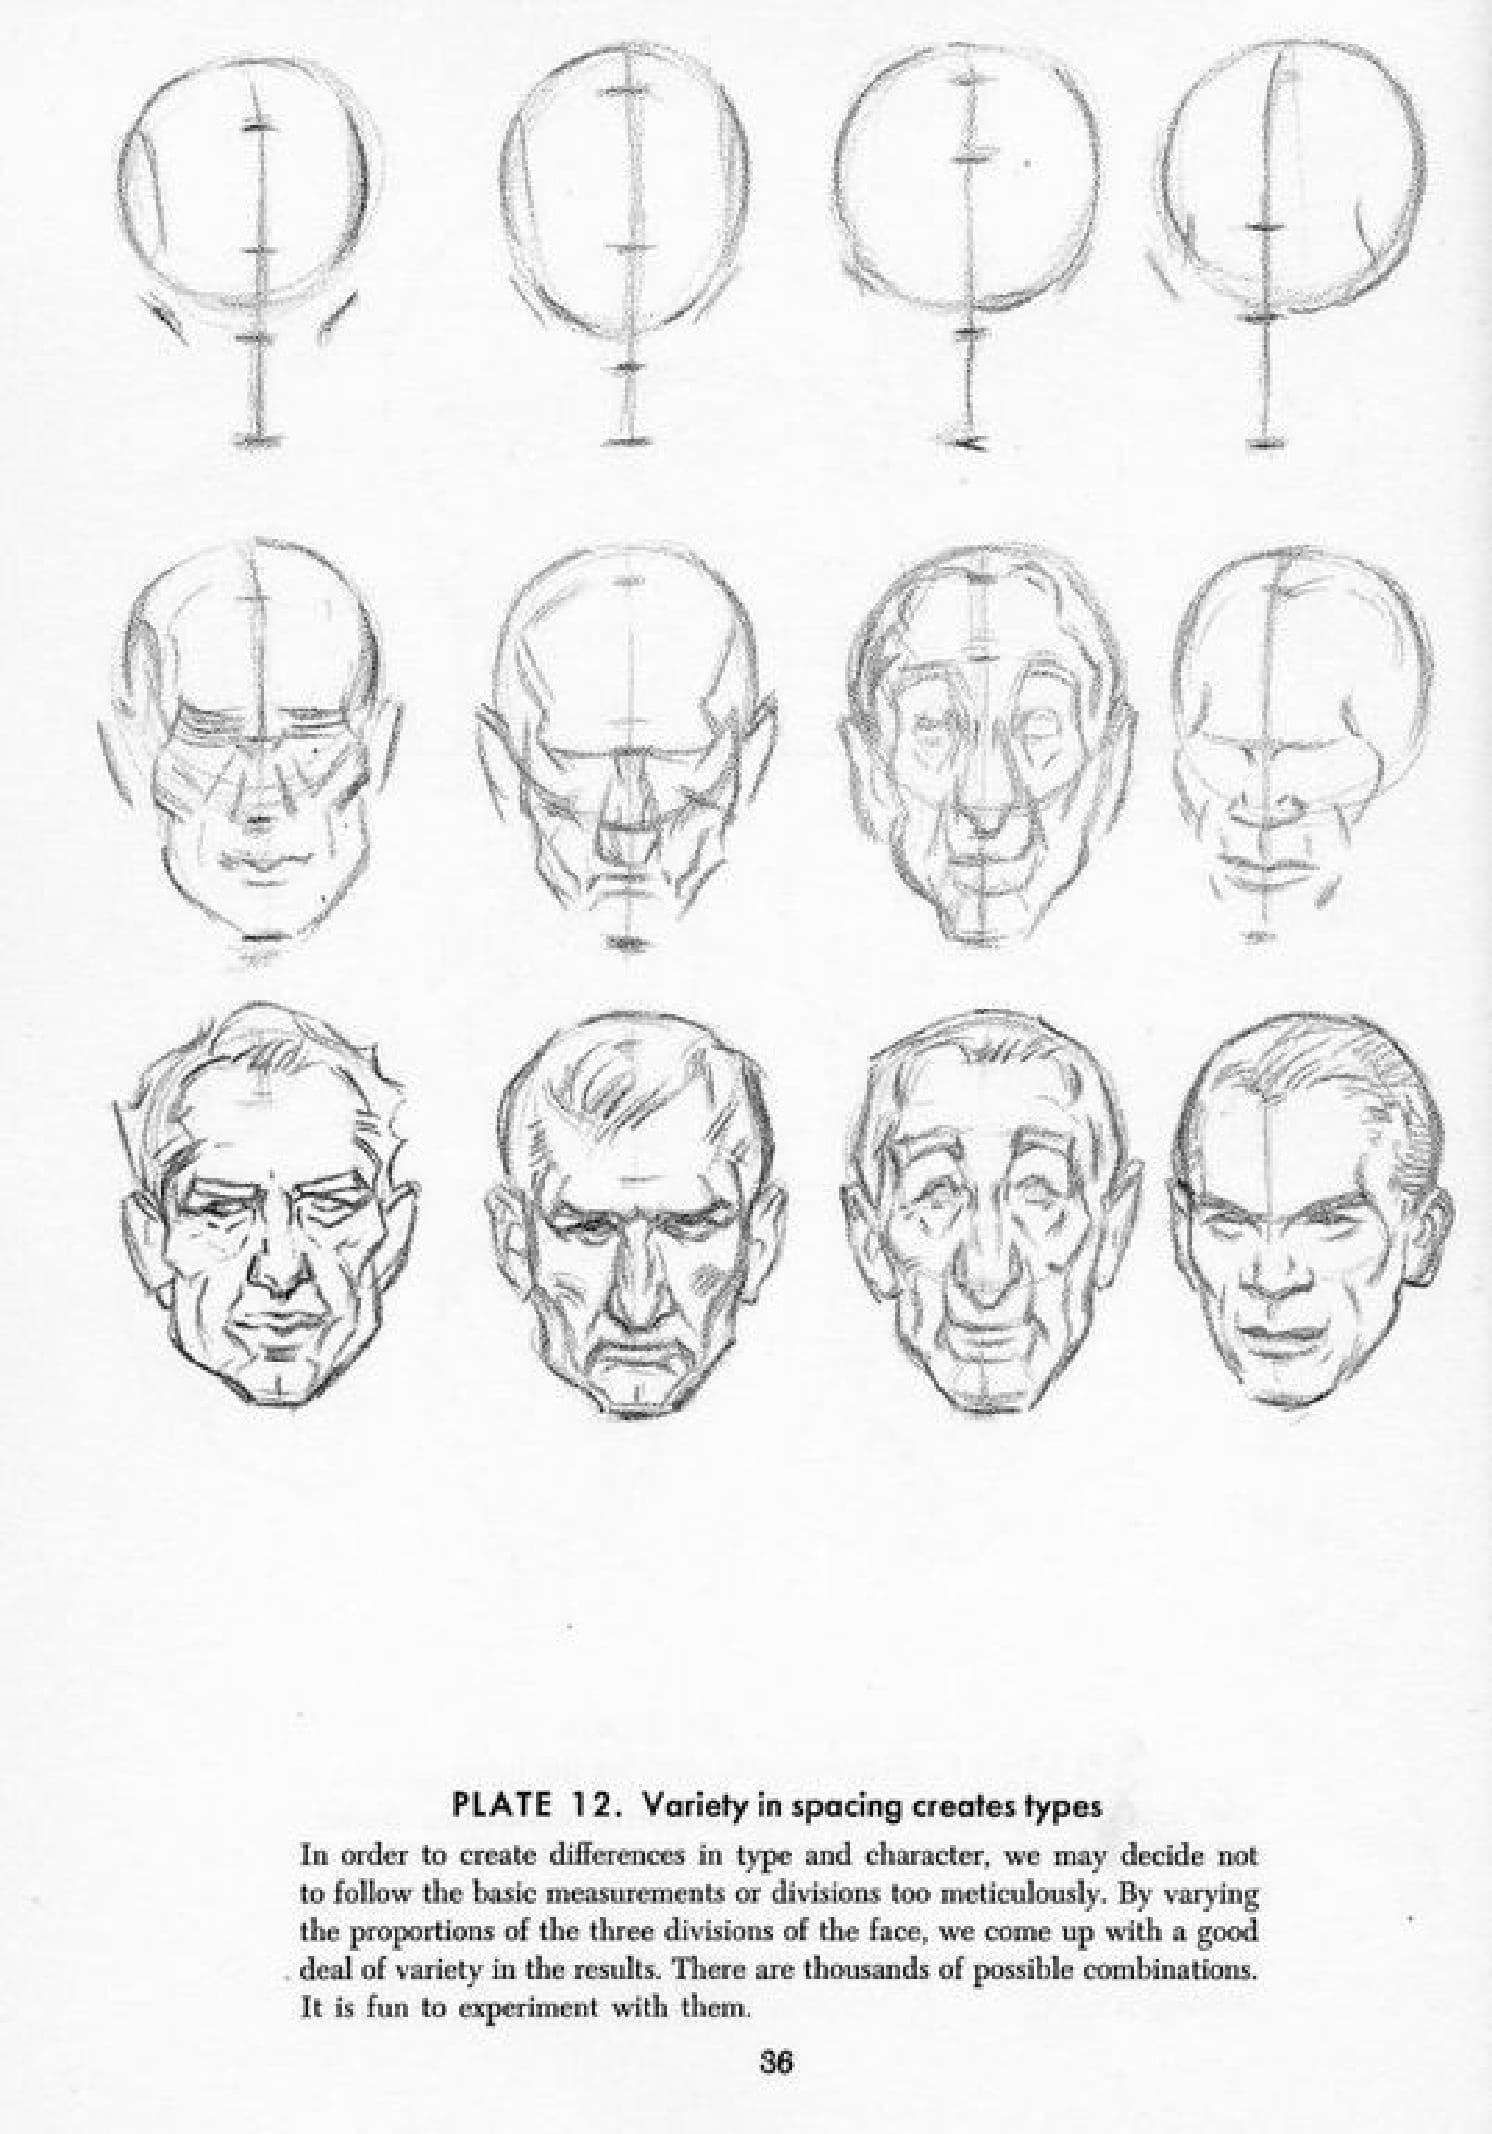 PLATE 12. Variety in spacing creates types
In order to create differences in type and character, we may decide not
to follow the basic measurements or divisions too meticulously. By varying
the proportions of the three divisions of the face, we come up with a good
deal of variety in the results. There are thousands of possible combinations.
It is fun to experiment with them.
36